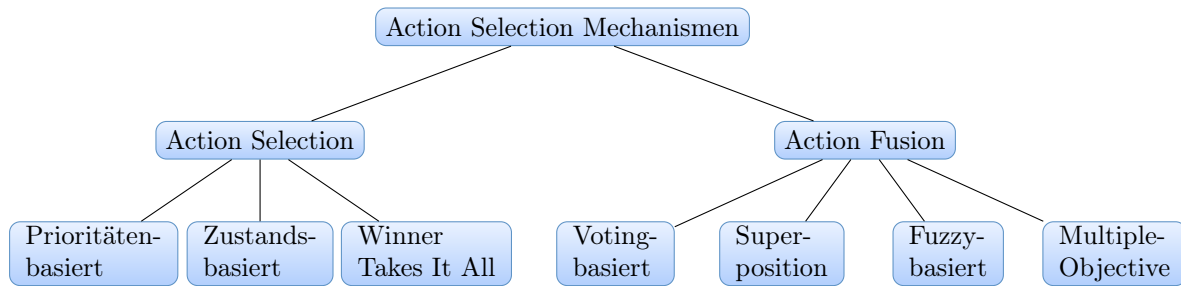 Action Selection Mechanismen
Action Selection
Action Fusion
Prioritäten-
basiert
Zustands-
basiert
Winner
Takes It All
Voting-
basiert
Super-
position
Fuzzy-
basiert
Multiple-
Objective